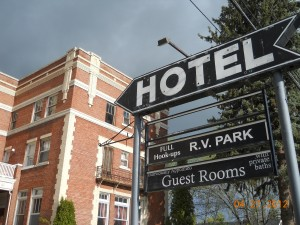 HOTEL
FULL
Hook-ups
R.V. PARK
Guest Rooms
with
private
baths